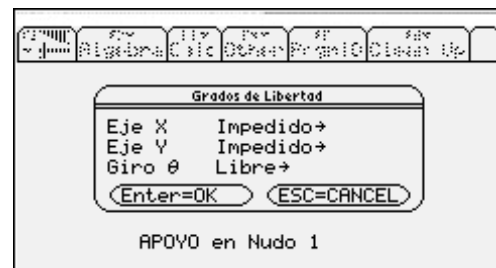 Algebra Calc Other PrgmIO Clean Up
Grados de Libertad
Eje X Impedido→
Eje Y Impedido→
Giro θ Libre→
Enter=OK ESC=CANCEL
APOYO en Nudo 1